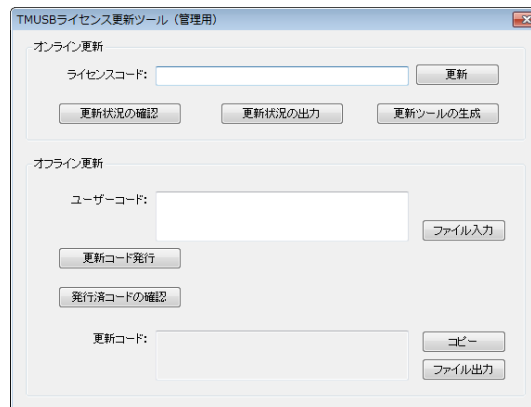 TMUSBライセンス更新ツール（管理用）
オンライン更新
ライセンスコード:
更新
更新状況の確認
更新状況の出力
更新ツールの生成
オフライン更新
ユーザーコード:
ファイル入力
更新コード発行
発行済コードの確認
更新コード:
コピー
ファイル出力